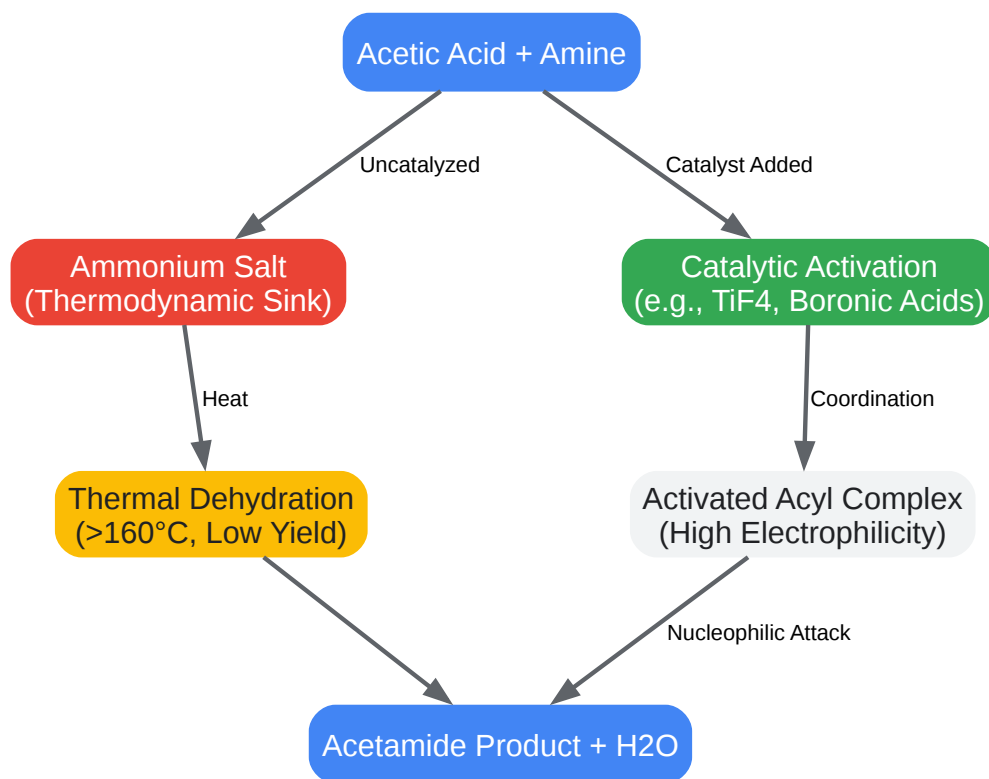 Acetic Acid + Amine
Uncatalyzed
Catalyst Added
Ammonium Salt
(Thermodynamic Sink)
Catalytic Activation
(e.g., TiF4, Boronic Acids)
Heat
Coordination
Thermal Dehydration
(>160°C, Low Yield)
Activated Acyl Complex
(High Electrophilicity)
Nucleophilic Attack
Acetamide Product + H2O